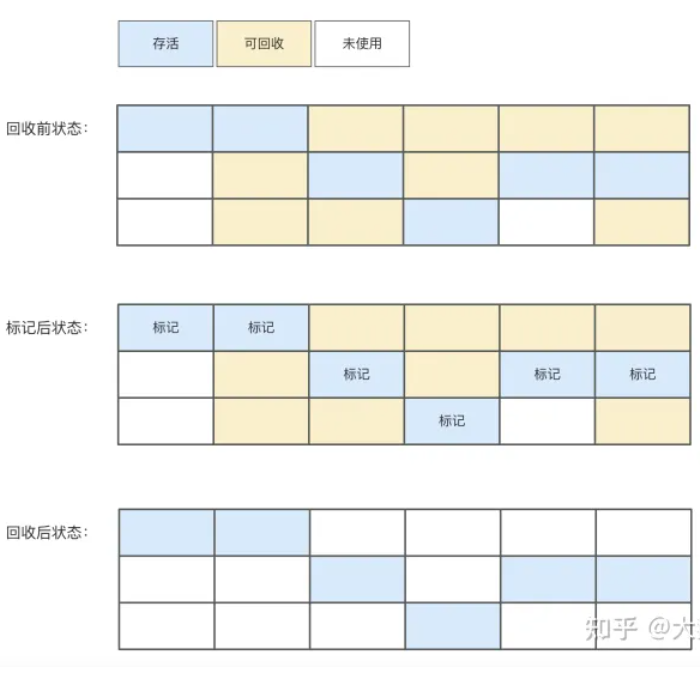 存活 可回收 未使用
回收前状态：
标记后状态：
标记 标记
标记 标记 标记
标记
回收后状态：
知乎 @大